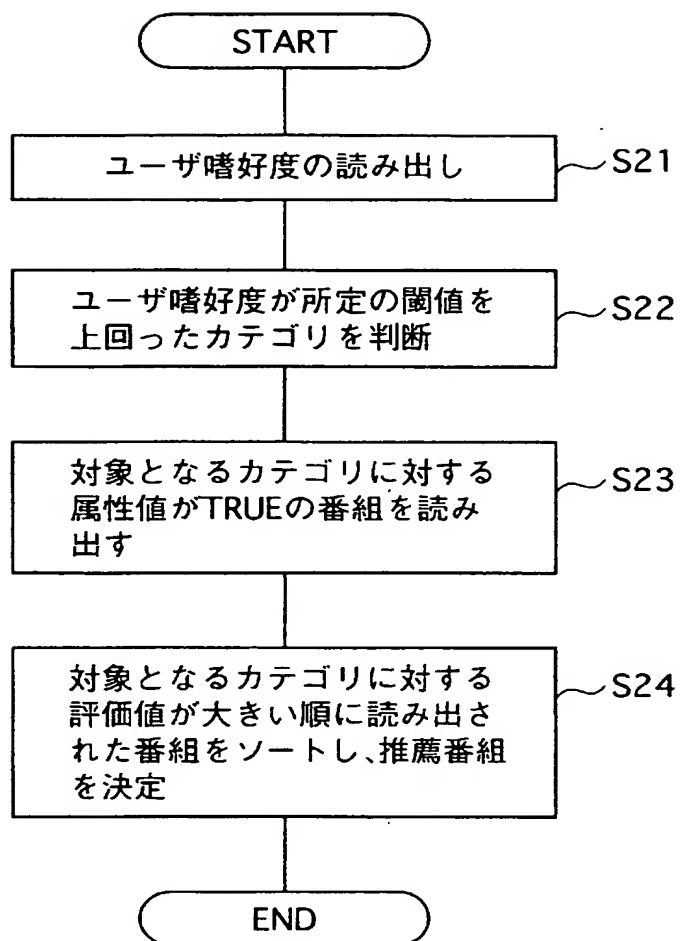 START
ユーザ嗜好度の読み出し
S21
ユーザ嗜好度が所定の閾値を
上回ったカテゴリを判断
S22
対象となるカテゴリに対する
属性値がTRUEの番組を読み
出す
S23
対象となるカテゴリに対する
評価値が大きい順に読み出さ
れた番組をソートし、推薦番組
を決定
S24
END